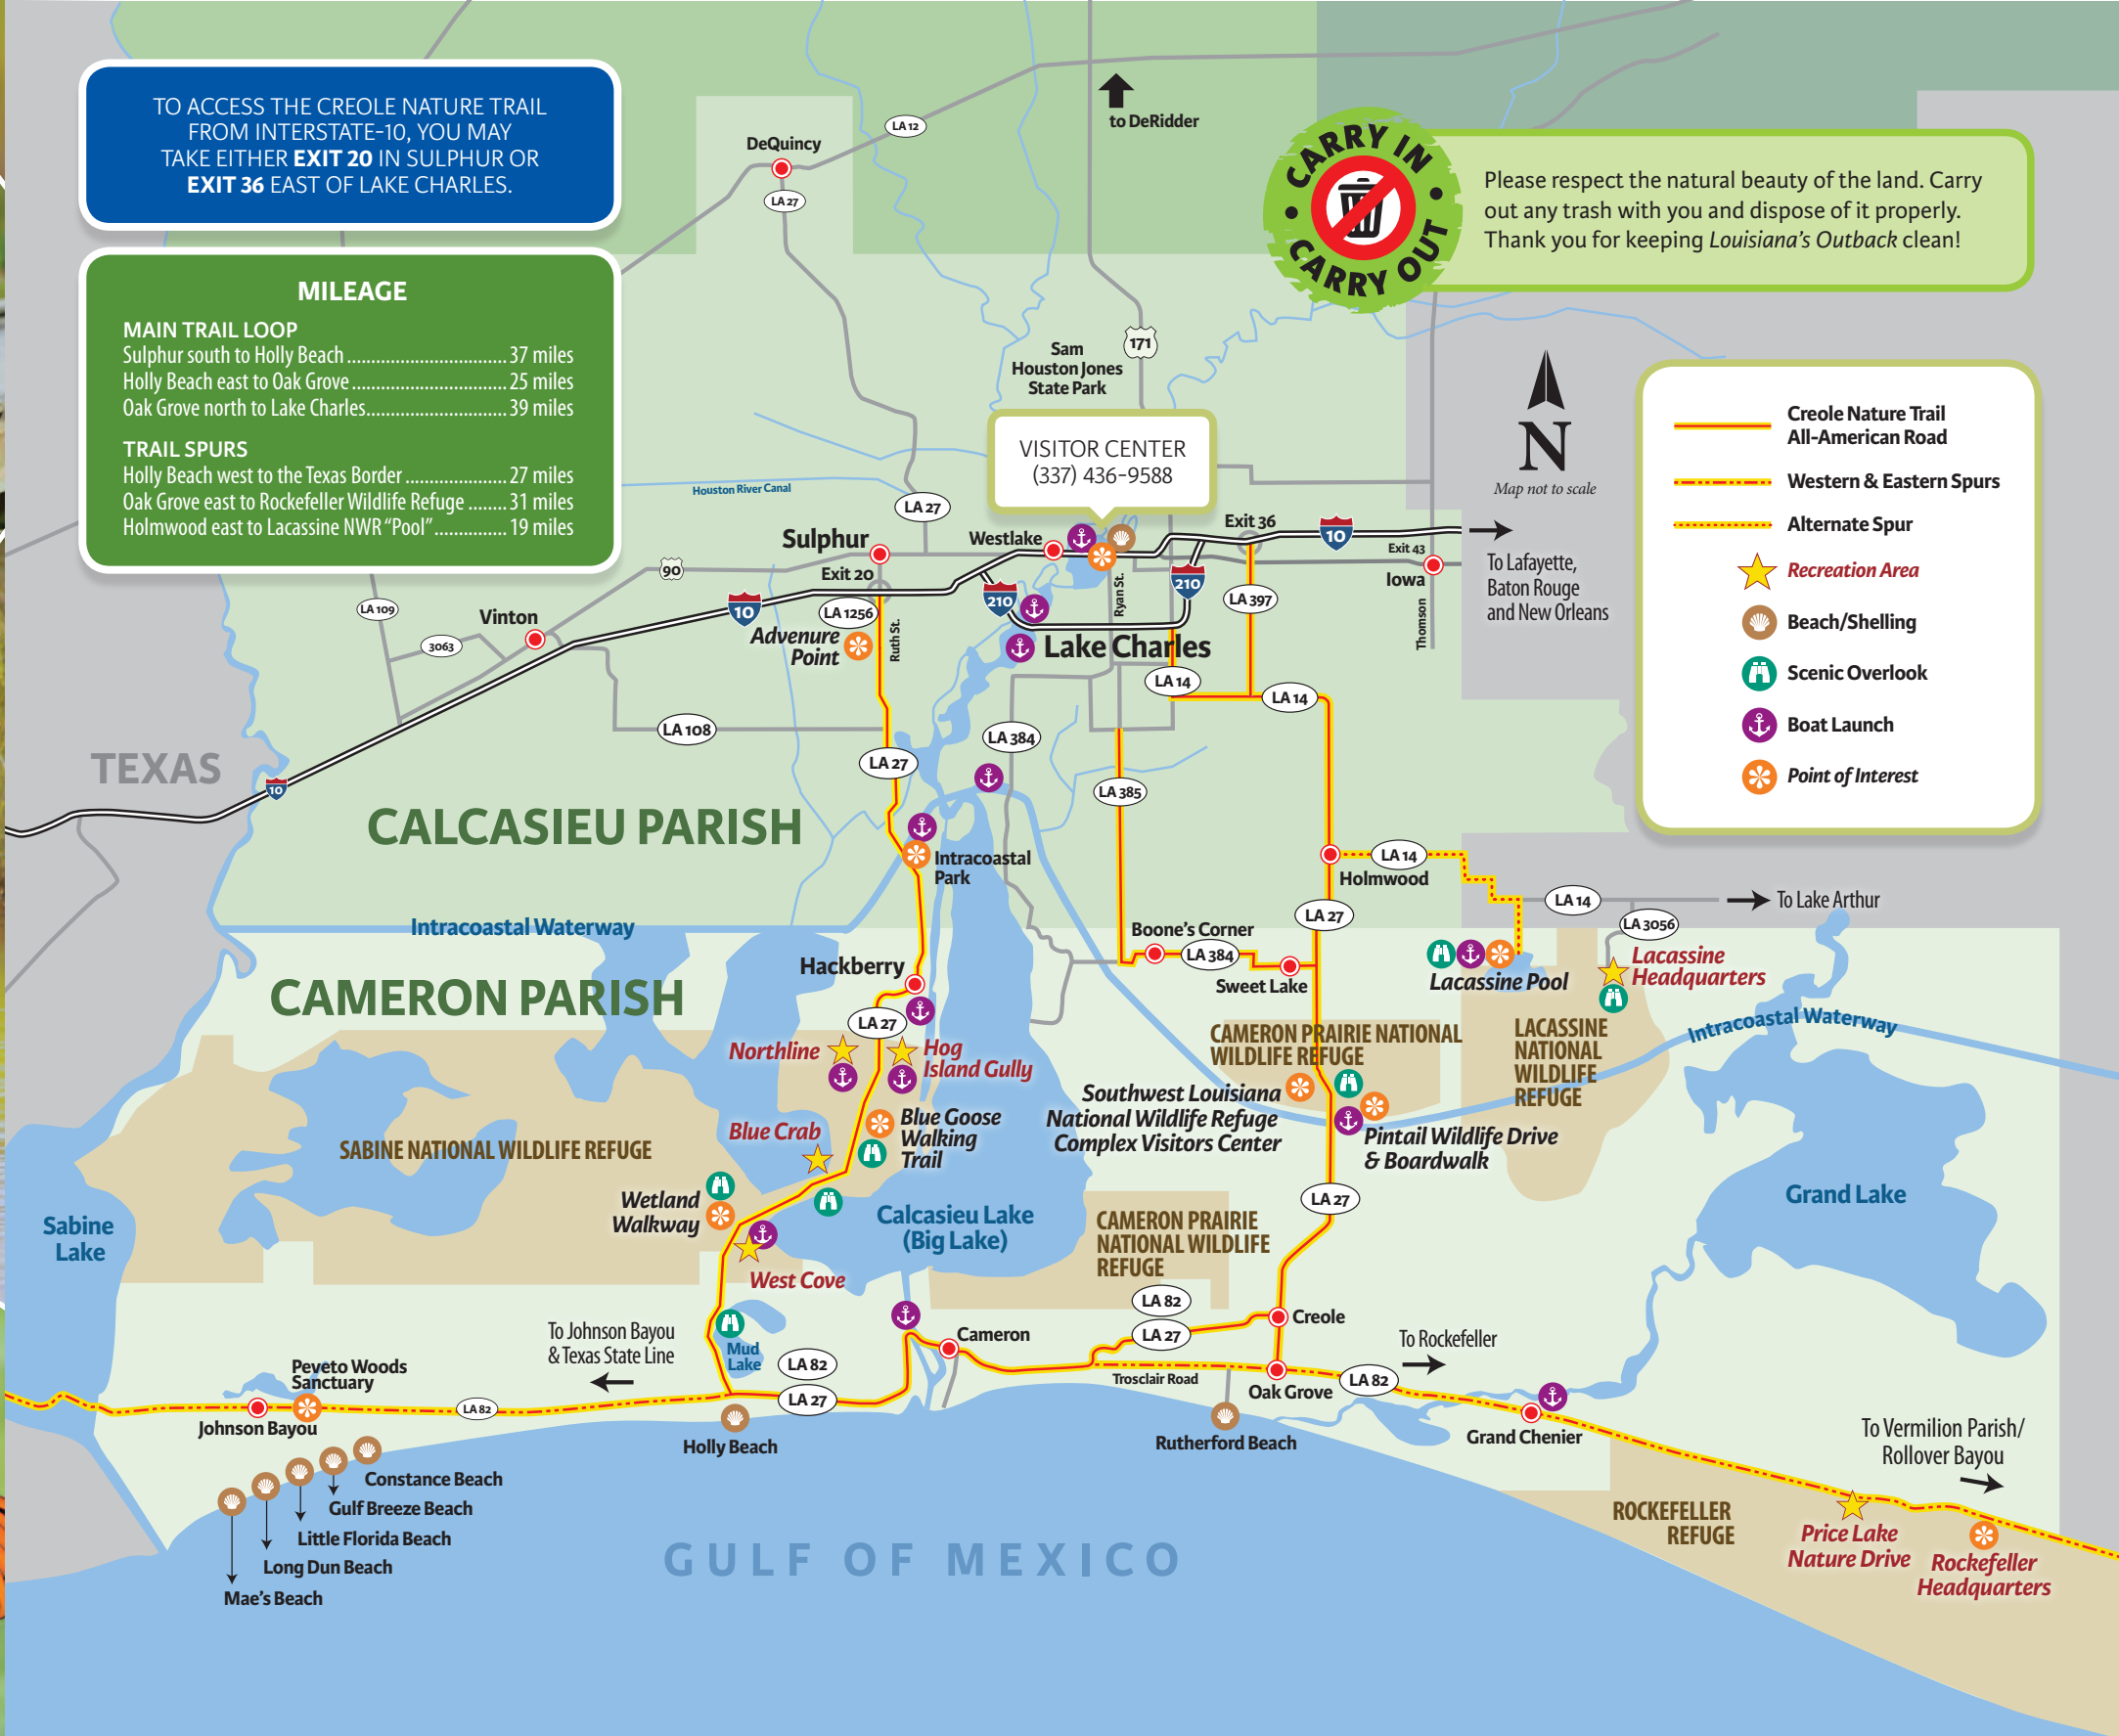 TO ACCESS THE CREOLE NATURE TRAIL
FROM INTERSTATE-10, YOU MAY
TAKE EITHER EXIT 20 IN SULPHUR OR
EXIT 36 EAST OF LAKE CHARLES.
MILEAGE
MAIN TRAIL LOOP
Sulphur south to Holly Beach ................................ 37 miles
Holly Beach east to Oak Grove ............................... 25 miles
Oak Grove north to Lake Charles............................ 39 miles
TRAIL SPURS
Holly Beach west to the Texas Border .................... 27 miles
Oak Grove east to Rockefeller Wildlife Refuge ........ 31 miles
Holmwood east to Lacassine NWR “Pool” ............... 19 miles
to DeRidder
CARRY IN
CARRY OUT
Please respect the natural beauty of the land. Carry
out any trash with you and dispose of it properly.
Thank you for keeping Louisiana's Outback clean!
DeQuincy
LA 12
LA 27
171
Sam
Houston Jones
State Park
VISITOR CENTER
(337) 436-9588
N
Map not to scale
Creole Nature Trail
All-American Road
Western & Eastern Spurs
Alternate Spur
Recreation Area
Beach/Shelling
Scenic Overlook
Boat Launch
Point of Interest
Houston River Canal
LA 27
Sulphur
Westlake
Exit 36
10
Exit 43
Iowa
To Lafayette,
Baton Rouge
and New Orleans
90
Exit 20
LA 109
Vinton
10
LA 1256
210
Ryan St.
210
LA 397
Thomson
3063
Advenure
Point
Ruth St.
Lake Charles
LA 14
LA 14
LA 108
LA 384
TEXAS
10
LA 27
LA 385
CALCASIEU PARISH
Intracoastal
Park
LA 14
Holmwood
LA 14
To Lake Arthur
LA 3056
Intracoastal Waterway
LA 27
Boone's Corner
LA 384
Sweet Lake
Hackberry
CAMERON PARISH
Lacassine Pool
Lacassine
Headquarters
LA 27
Northline
Hog
Island Gully
CAMERON PRAIRIE NATIONAL
WILDLIFE REFUGE
LACASSINE
NATIONAL
WILDLIFE
REFUGE
Intracoastal Waterway
Southwest Louisiana
National Wildlife Refuge
Complex Visitors Center
Pintail Wildlife Drive
& Boardwalk
Blue Goose
Walking
Trail
Blue Crab
SABINE NATIONAL WILDLIFE REFUGE
Wetland
Walkway
LA 27
Grand Lake
Sabine
Lake
Calcasieu Lake
(Big Lake)
CAMERON PRAIRIE
NATIONAL WILDLIFE
REFUGE
West Cove
LA 82
LA 27
Creole
To Johnson Bayou
& Texas State Line
Mud
Lake
Cameron
To Rockefeller
LA 82
LA 27
Trosclair Road
Oak Grove
LA 82
Peveto Woods
Sanctuary
Johnson Bayou
LA 82
Holly Beach
Rutherford Beach
Grand Chenier
To Vermilion Parish/
Rollover Bayou
Constance Beach
Gulf Breeze Beach
Little Florida Beach
Long Dun Beach
Mae's Beach
GULF OF MEXICO
ROCKEFELLER
REFUGE
Price Lake
Nature Drive
Rockefeller
Headquarters